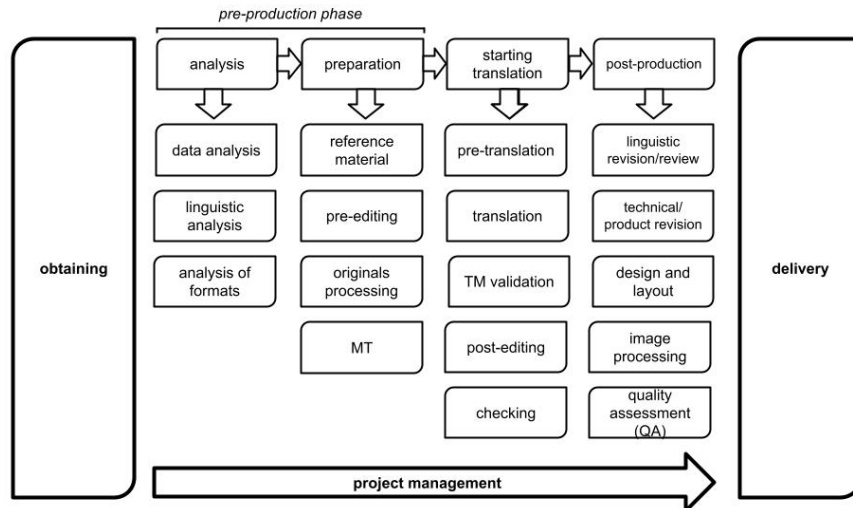 pre-production phase
analysis
preparation
starting
translation
post-production
data analysis
reference
material
pre-translation
linguistic
revision/review
linguistic
analysis
pre-editing
translation
technical/
product revision
obtaining
analysis of
formats
originals
processing
TM validation
design and
layout
delivery
MT
post-editing
image
processing
checking
quality
assessment
(QA)
project management